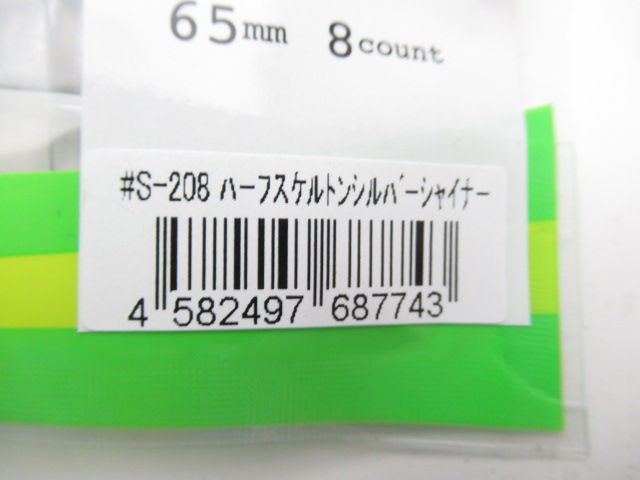 65mm 8count
#S-208 ﾊｰﾌｽｹﾙﾄﾝｼﾙﾊﾞｰｼｬｲﾅｰ
4 582497 687743